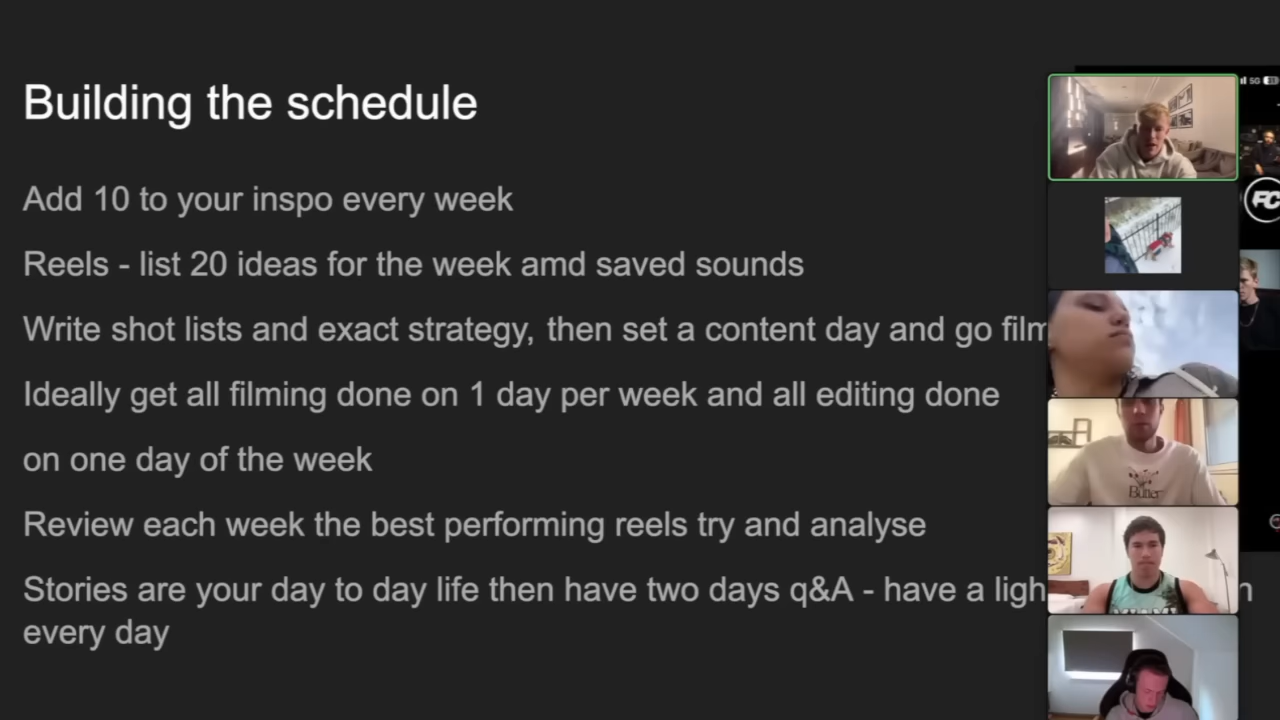 Building the schedule
Add 10 to your inspo every week
Reels - list 20 ideas for the week amd saved sounds
Write shot lists and exact strategy, then set a content day and go film
Ideally get all filming done on 1 day per week and all editing done
on one day of the week
Review each week the best performing reels try and analyse
Stories are your day to day life then have two days q&A - have a
every day
5G
FC
Butter